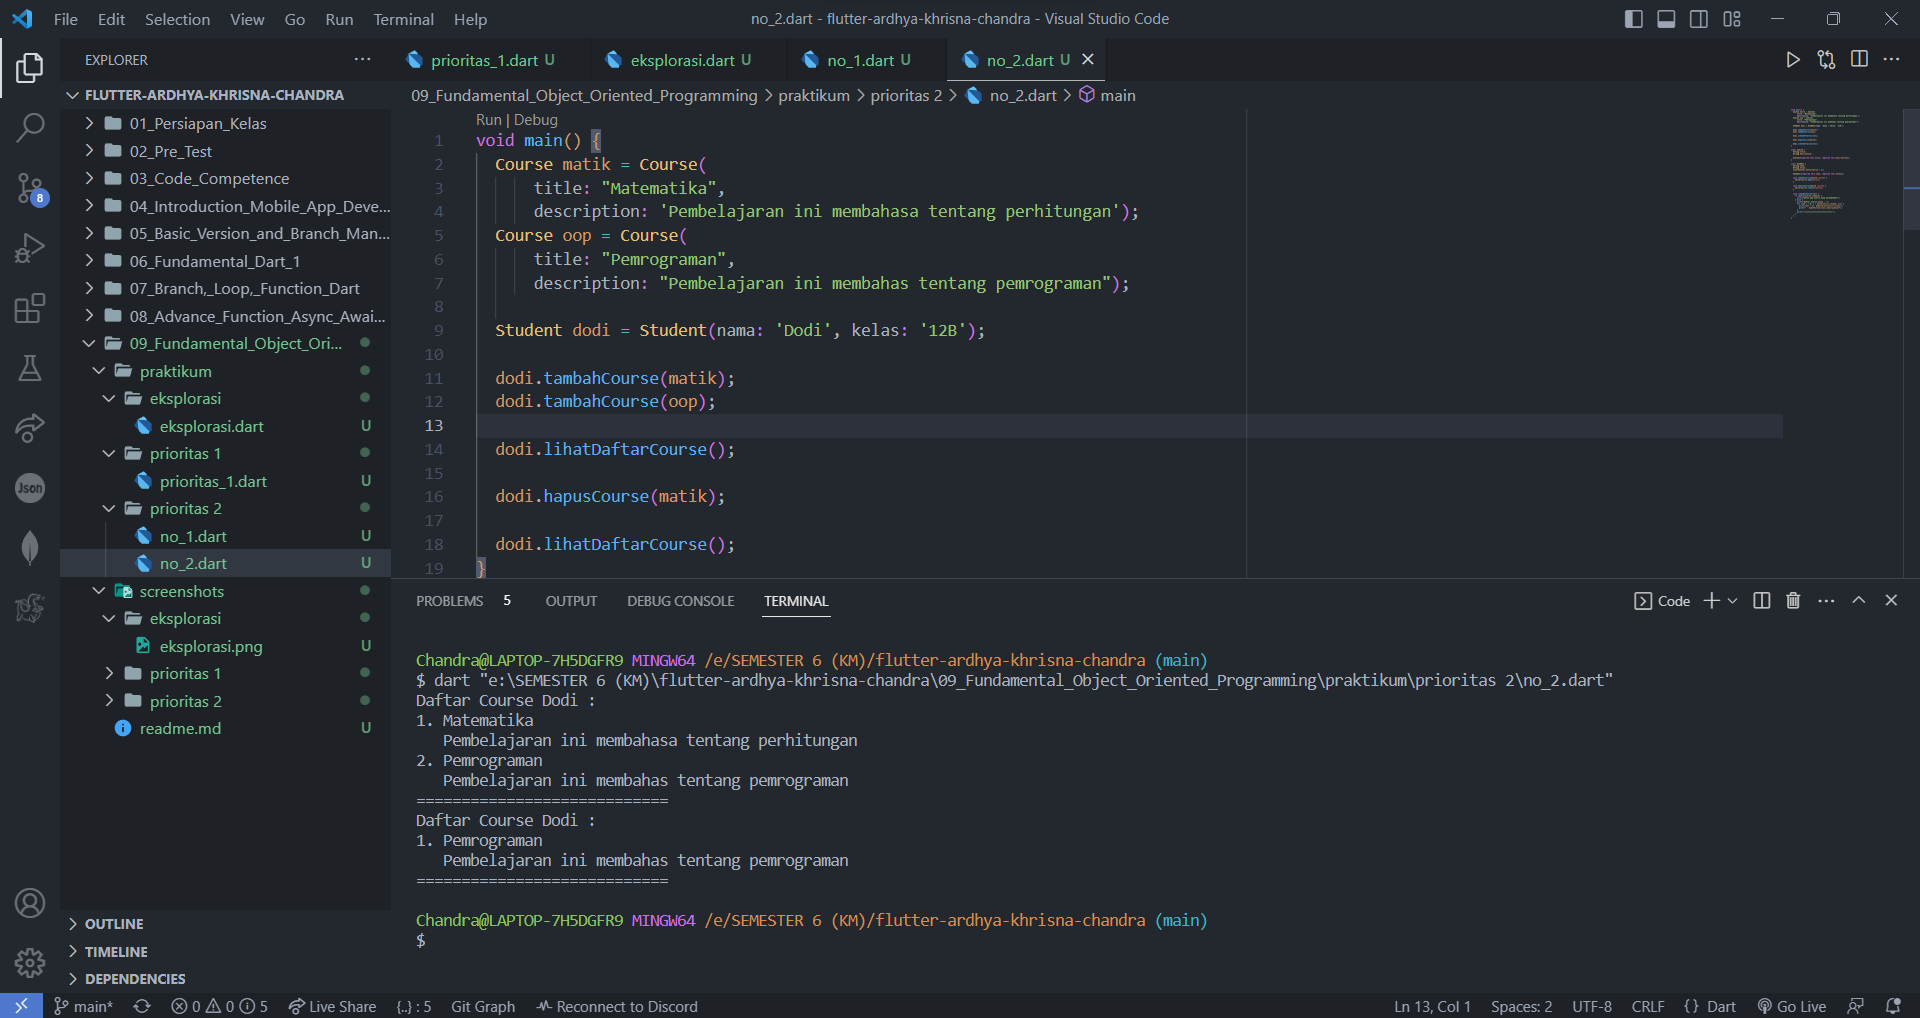 File Edit Selection View Go Run Terminal Help
no_2.dart - flutter-ardhya-khrisna-chandra - Visual Studio Code
EXPLORER
FLUTTER-ARDHYA-KHRISNA-CHANDRA
01_Persiapan_Kelas
02_Pre_Test
03_Code_Competence
04_Introduction_Mobile_App_Deve...
05_Basic_Version_and_Branch_Man...
06_Fundamental_Dart_1
07_Branch,_Loop,_Function_Dart
08_Advance_Function_Async_Awai...
09_Fundamental_Object_Ori...
praktikum
eksplorasi
eksplorasi.dart U
prioritas 1
prioritas_1.dart U
prioritas 2
no_1.dart U
no_2.dart U
screenshots
eksplorasi
eksplorasi.png U
prioritas 1
prioritas 2
readme.md U
OUTLINE
TIMELINE
DEPENDENCIES
8
Json
prioritas_1.dart U eksplorasi.dart U no_1.dart U no_2.dart U
09_Fundamental_Object_Oriented_Programming > praktikum > prioritas 2 > no_2.dart > main
Run | Debug
1 void main() {
2 Course matik = Course(
3 title: "Matematika",
4 description: 'Pembelajaran ini membahasa tentang perhitungan');
5 Course oop = Course(
6 title: "Pemrograman",
7 description: "Pembelajaran ini membahas tentang pemrograman");
8
9 Student dodi = Student(nama: 'Dodi', kelas: '12B');
10
11 dodi.tambahCourse(matik);
12 dodi.tambahCourse(oop);
13
14 dodi.lihatDaftarCourse();
15
16 dodi.hapusCourse(matik);
17
18 dodi.lihatDaftarCourse();
19 }
PROBLEMS 5 OUTPUT DEBUG CONSOLE TERMINAL
Code
Chandra@LAPTOP-7H5DGFR9 MINGW64 /e/SEMESTER 6 (KM)/flutter-ardhya-khrisna-chandra (main)
$ dart "e:\SEMESTER 6 (KM)\flutter-ardhya-khrisna-chandra\09_Fundamental_Object_Oriented_Programming\praktikum\prioritas 2\no_2.dart"
Daftar Course Dodi :
1. Matematika
Pembelajaran ini membahasa tentang perhitungan
2. Pemrograman
Pembelajaran ini membahas tentang pemrograman
============================
Daftar Course Dodi :
1. Pemrograman
Pembelajaran ini membahas tentang pemrograman
============================
Chandra@LAPTOP-7H5DGFR9 MINGW64 /e/SEMESTER 6 (KM)/flutter-ardhya-khrisna-chandra (main)
$
main* 0 0 5 Live Share {..} : 5 Git Graph Reconnect to Discord
Ln 13, Col 1 Spaces: 2 UTF-8 CRLF {} Dart Go Live